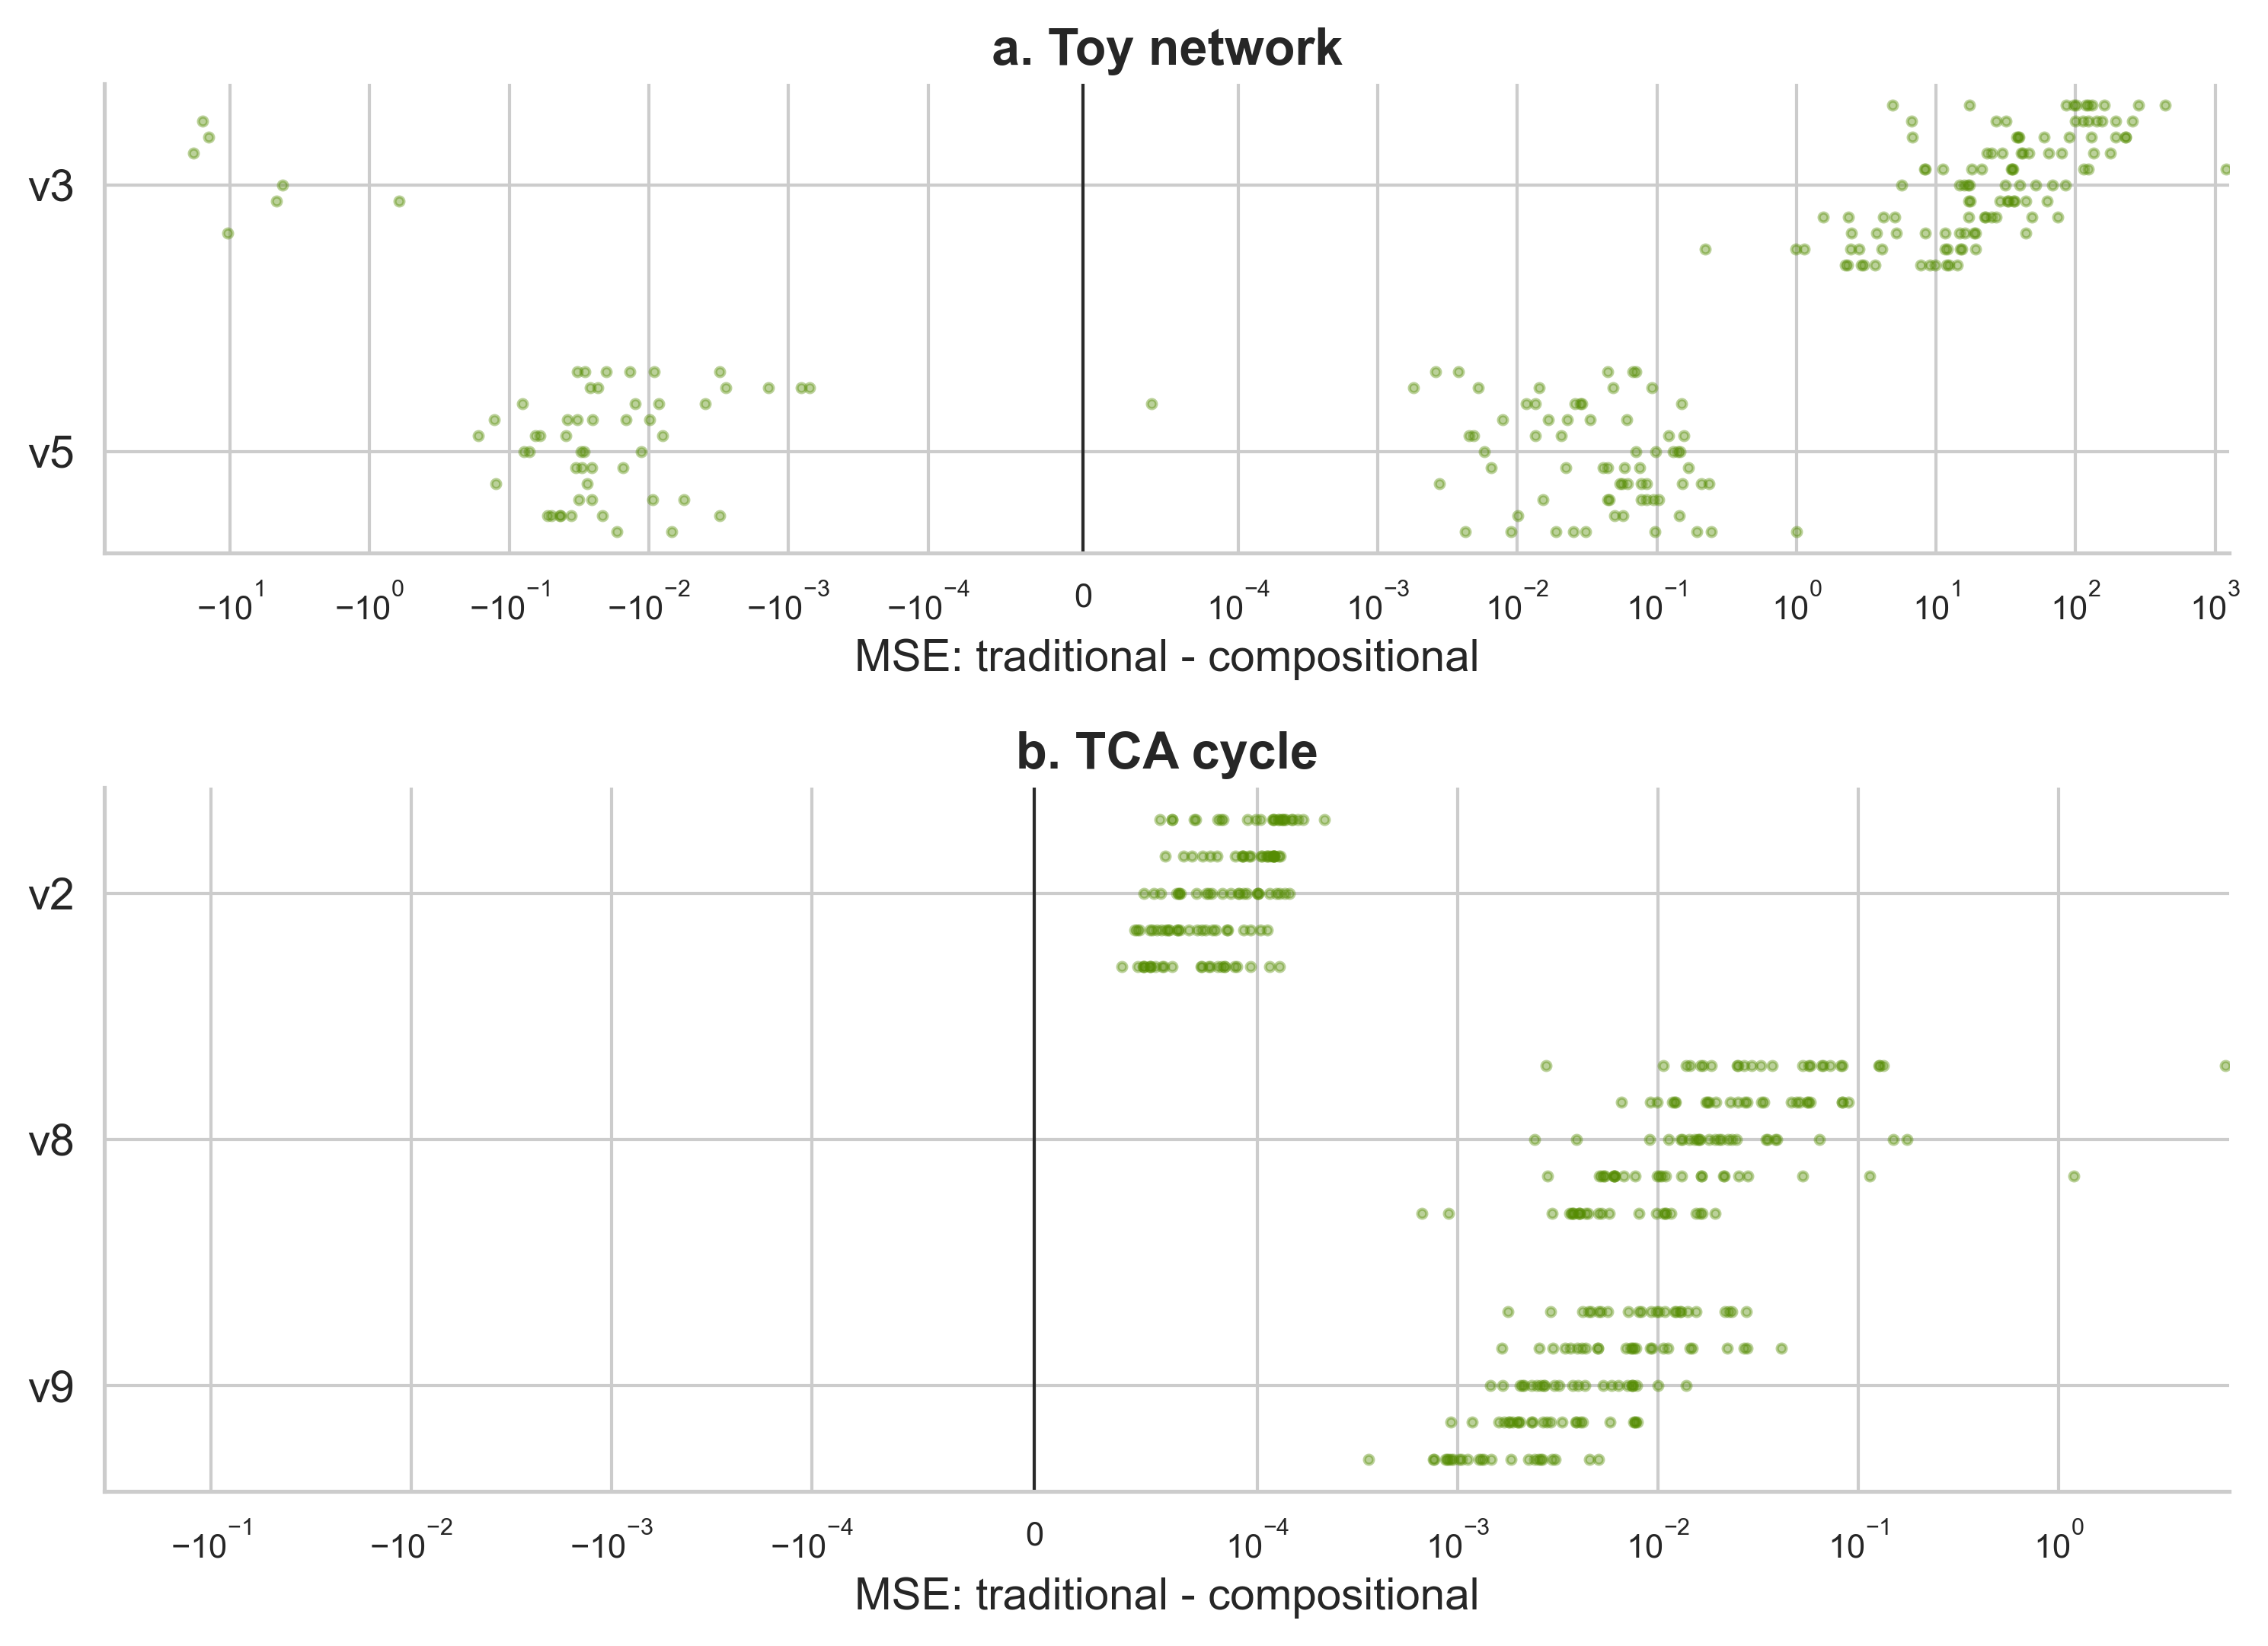 a. Toy network
v3
v5
−10^1 −10^0 −10^−1 −10^−2 −10^−3 −10^−4 0 10^−4 10^−3 10^−2 10^−1 10^0 10^1 10^2 10^3
MSE: traditional - compositional
b. TCA cycle
v2
v8
v9
−10^−1 −10^−2 −10^−3 −10^−4 0 10^−4 10^−3 10^−2 10^−1 10^0
MSE: traditional - compositional